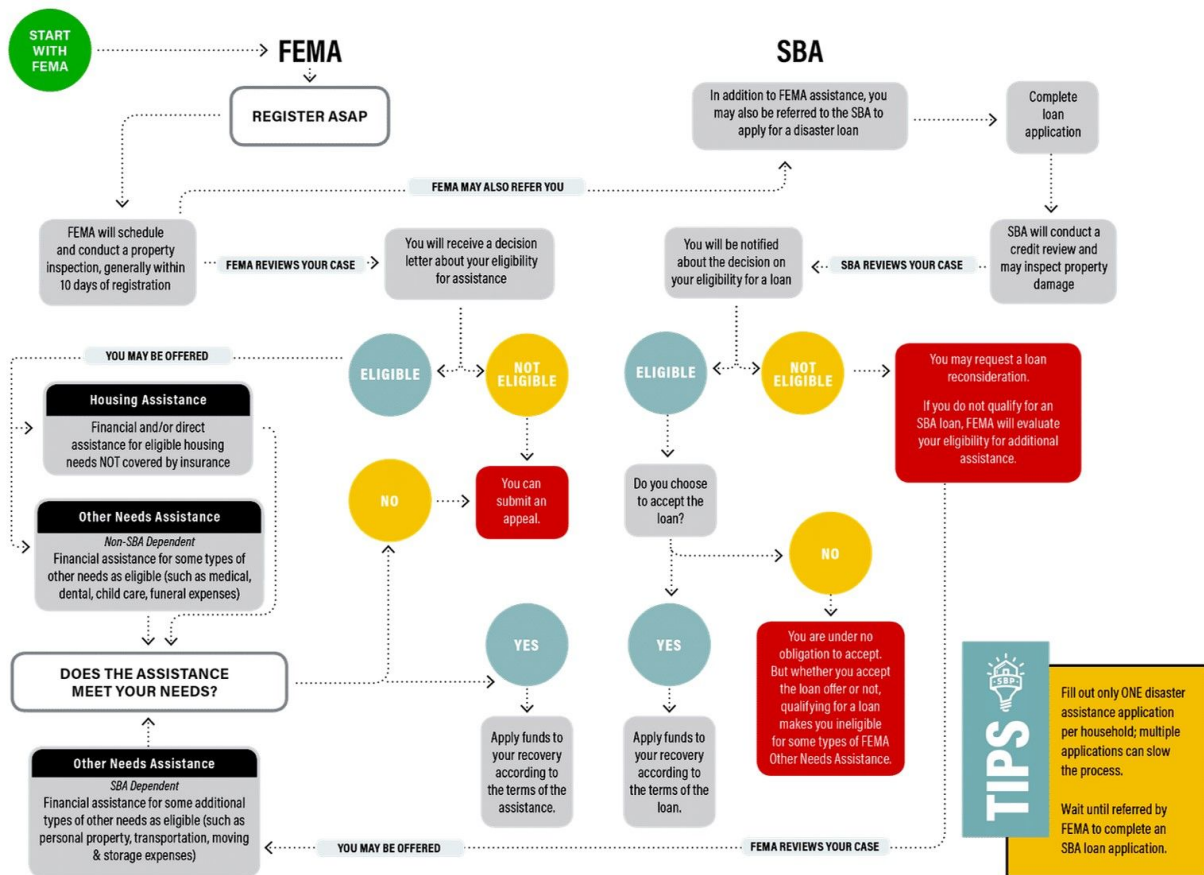 START
WITH
FEMA
FEMA
SBA
REGISTER ASAP
In addition to FEMA assistance, you
may also be referred to the SBA to
apply for a disaster loan
Complete
loan
application
FEMA MAY ALSO REFER YOU
FEMA will schedule
and conduct a property
inspection, generally within
10 days of registration
FEMA REVIEWS YOUR CASE
You will receive a decision
letter about your eligibility
for assistance
You will be notified
about the decision on
your eligibility for a loan
SBA REVIEWS YOUR CASE
SBA will conduct a
credit review and
may inspect property
damage
YOU MAY BE OFFERED
ELIGIBLE
NOT
ELIGIBLE
ELIGIBLE
NOT
ELIGIBLE
You may request a loan
reconsideration.
If you do not qualify for an
SBA loan, FEMA will evaluate
your eligibility for additional
assistance.
Housing Assistance
Financial and/or direct
assistance for eligible housing
needs NOT covered by insurance
NO
You can
submit an
appeal.
Do you choose
to accept the
loan?
Other Needs Assistance
Non-SBA Dependent
Financial assistance for some types of
other needs as eligible (such as medical,
dental, child care, funeral expenses)
NO
DOES THE ASSISTANCE
MEET YOUR NEEDS?
YES
YES
You are under no
obligation to accept.
But whether you accept
the loan offer or not,
qualifying for a loan
makes you ineligible
for some types of FEMA
Other Needs Assistance.
Apply funds to
your recovery
according to
the terms of the
assistance.
Apply funds to
your recovery
according to
the terms of the
loan.
Other Needs Assistance
SBA Dependent
Financial assistance for some additional
types of other needs as eligible (such as
personal property, transportation, moving
& storage expenses)
YOU MAY BE OFFERED
FEMA REVIEWS YOUR CASE
SBP
TIPS
Fill out only ONE disaster
assistance application
per household; multiple
applications can slow
the process.
Wait until referred by
FEMA to complete an
SBA loan application.